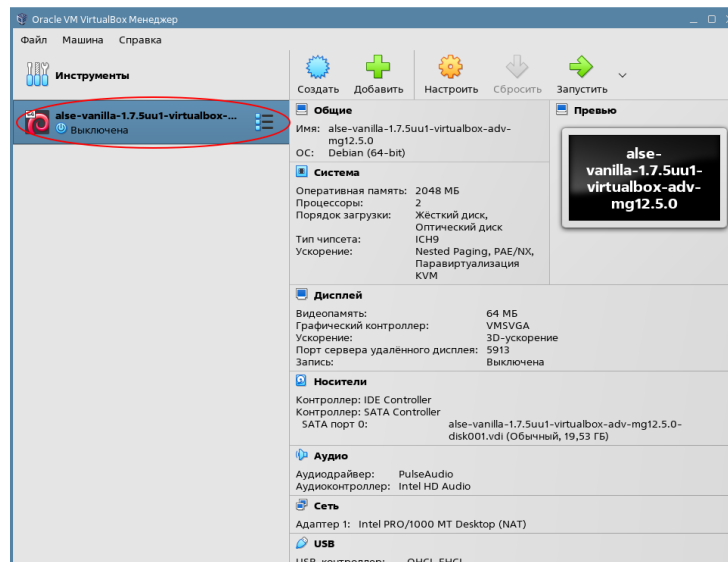 Oracle VM VirtualBox Менеджер
Файл Машина Справка
Инструменты
Создать Добавить Настроить Сбросить Запустить
alse-vanilla-1.7.5uu1-virtualbox-...
Выключена
Общие
Имя: alse-vanilla-1.7.5uu1-virtualbox-adv-
mg12.5.0
ОС: Debian (64-bit)
Превью
alse-
vanilla-1.7.5uu1-
virtualbox-adv-
mg12.5.0
Система
Оперативная память: 2048 МБ
Процессоры: 2
Порядок загрузки: Жёсткий диск,
Оптический диск
Тип чипсета: ICH9
Ускорение: Nested Paging, PAE/NX,
Паравиртуализация
KVM
Дисплей
Видеопамять: 64 МБ
Графический контроллер: VMSVGA
Ускорение: 3D-ускорение
Порт сервера удалённого дисплея: 5913
Запись: Выключена
Носители
Контроллер: IDE Controller
Контроллер: SATA Controller
SATA порт 0: alse-vanilla-1.7.5uu1-virtualbox-adv-mg12.5.0-
disk001.vdi (Обычный, 19,53 ГБ)
Аудио
Аудиодрайвер: PulseAudio
Аудиоконтроллер: Intel HD Audio
Сеть
Адаптер 1: Intel PRO/1000 MT Desktop (NAT)
USB
USB-контроллер: OHCI, EHCI